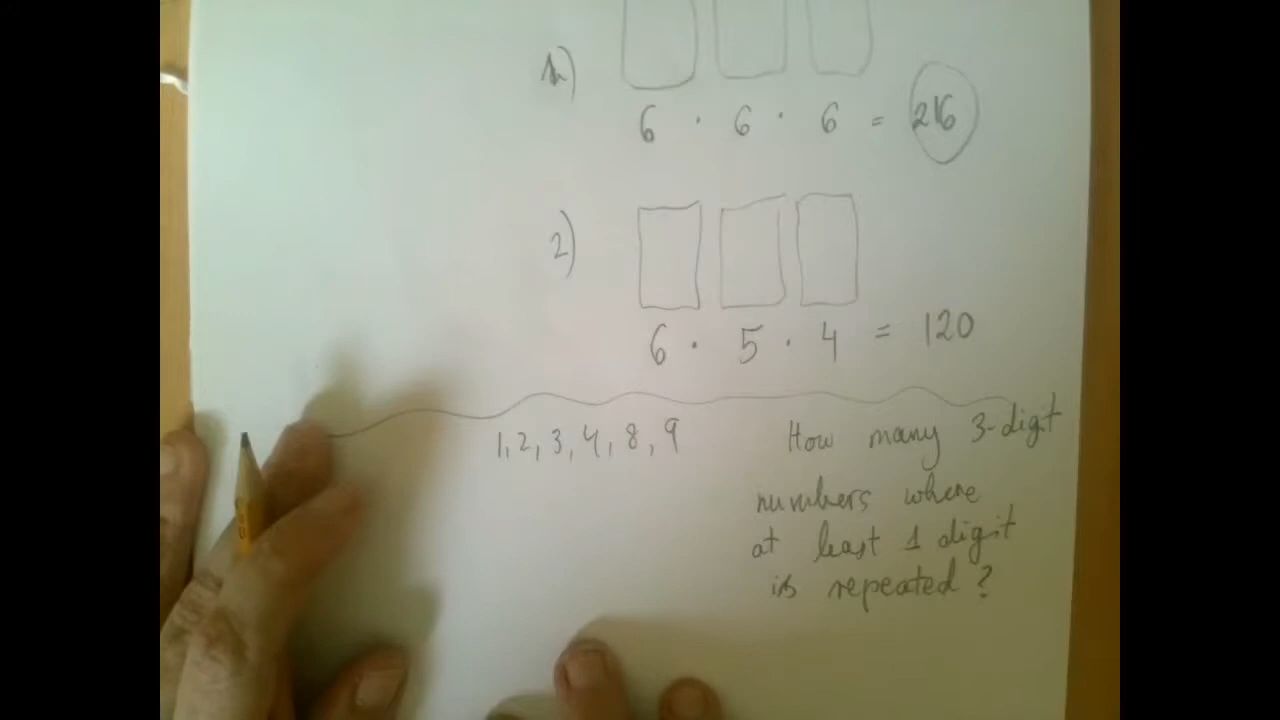 1)
6 · 6 · 6 = 216
2)
6 · 5 · 4 = 120
1, 2, 3, 4, 8, 9
How many 3-digit
numbers where
at least 1 digit
is repeated?